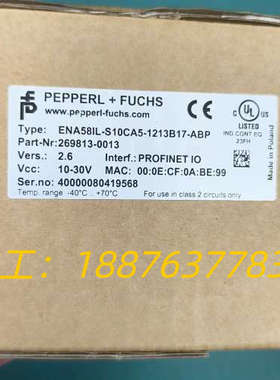 PEPPERL + FUCHS
pepperl-fuchs.com
CE
UL
LISTED
IND.CONT.EQ
23FH
Type: ENA58IL-S10CA5-1213B17-ABP
Part-Nr: 269813-0013
Vers.: 2.6 Interf.: PROFINET IO
Vcc: 10-30V MAC: 00:0E:CF:0A:BE:99
Ser.no: 40000080419568
Temp. range -40°C .. +70°C For use in class 2 circuits only
Made in Poland
工：18876377783